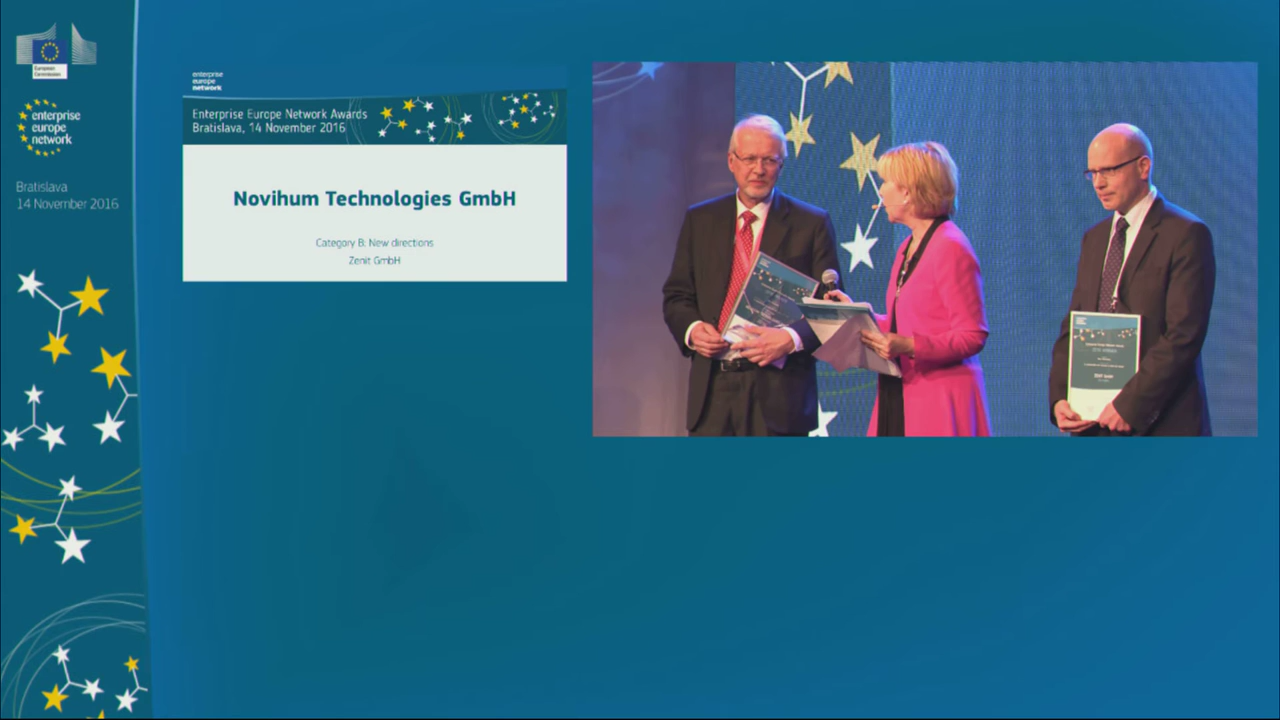 European
Commission
enterprise
europe
network
Bratislava
14 November 2016
enterprise
europe
network
Enterprise Europe Network Awards
Bratislava, 14 November 2016
Novihum Technologies GmbH
Category B: New directions
Zenit GmbH